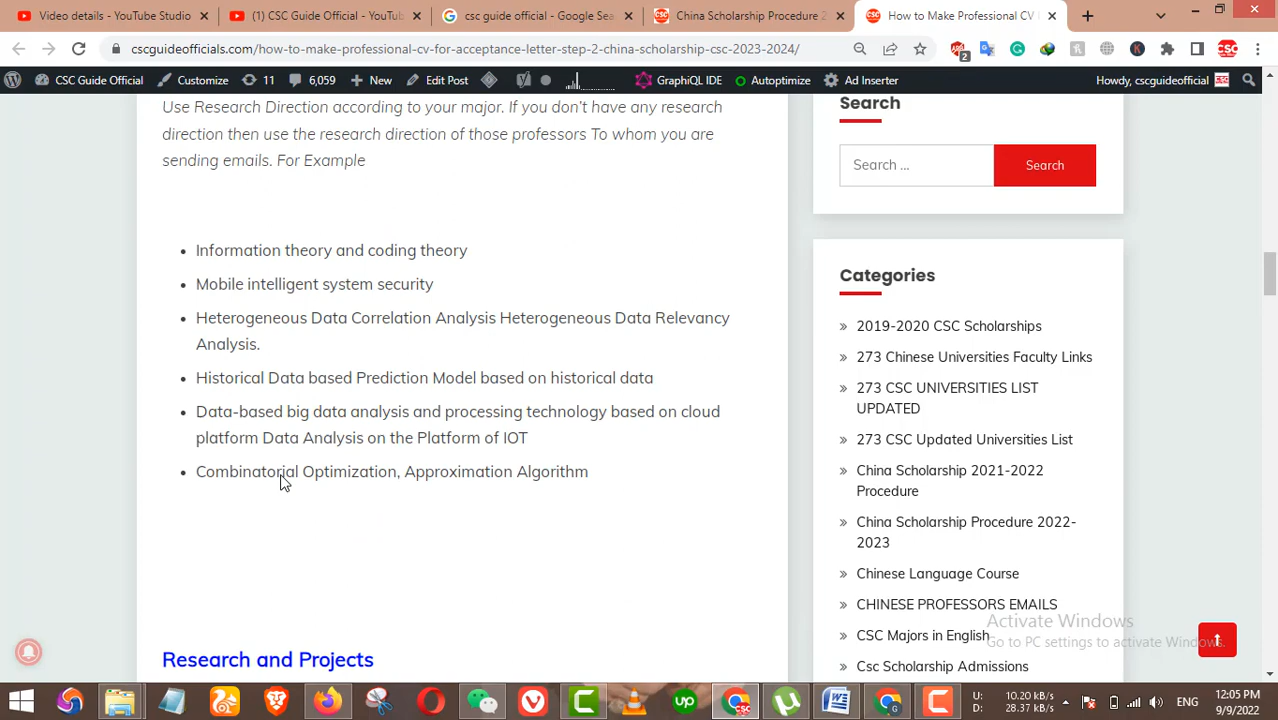 Video details - YouTube Studio
(1) CSC Guide Official - YouTub
csc guide official - Google Sea
China Scholarship Procedure 2
How to Make Professional CV
cscguideofficials.com/how-to-make-professional-cv-for-acceptance-letter-step-2-china-scholarship-csc-2023-2024/
2
CSC Guide Official
Customize
11
6,059
New
Edit Post
GraphiQL IDE
Autoptimize
Ad Inserter
Howdy, cscguideofficial
Use Research Direction according to your major. If you don't have any research
direction then use the research direction of those professors To whom you are
sending emails. For Example
• Information theory and coding theory
• Mobile intelligent system security
• Heterogeneous Data Correlation Analysis Heterogeneous Data Relevancy
Analysis.
• Historical Data based Prediction Model based on historical data
• Data-based big data analysis and processing technology based on cloud
platform Data Analysis on the Platform of IOT
• Combinatorial Optimization, Approximation Algorithm
Research and Projects
Search
Search ...
Search
Categories
» 2019-2020 CSC Scholarships
» 273 Chinese Universities Faculty Links
» 273 CSC UNIVERSITIES LIST
UPDATED
» 273 CSC Updated Universities List
» China Scholarship 2021-2022
Procedure
» China Scholarship Procedure 2022-
2023
» Chinese Language Course
» CHINESE PROFESSORS EMAILS
» CSC Majors in English
» Csc Scholarship Admissions
Activate Windows
Go to PC settings to activate Windows.
U: 10.20 kB/s
D: 28.37 kB/s
ENG
12:05 PM
9/9/2022